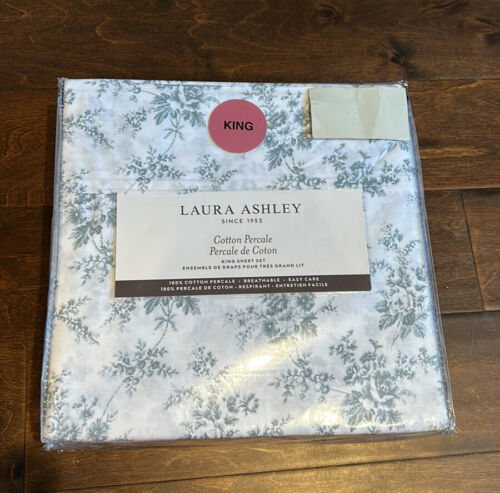 KING
LAURA ASHLEY
SINCE 1953
Cotton Percale
Percale de Coton
KING SHEET SET
ENSEMBLE DE DRAPS POUR TRÈS GRAND LIT
100% COTTON PERCALE • BREATHABLE • EASY CARE
100% PERCALE DE COTON • RESPIRANT • ENTRETIEN FACILE